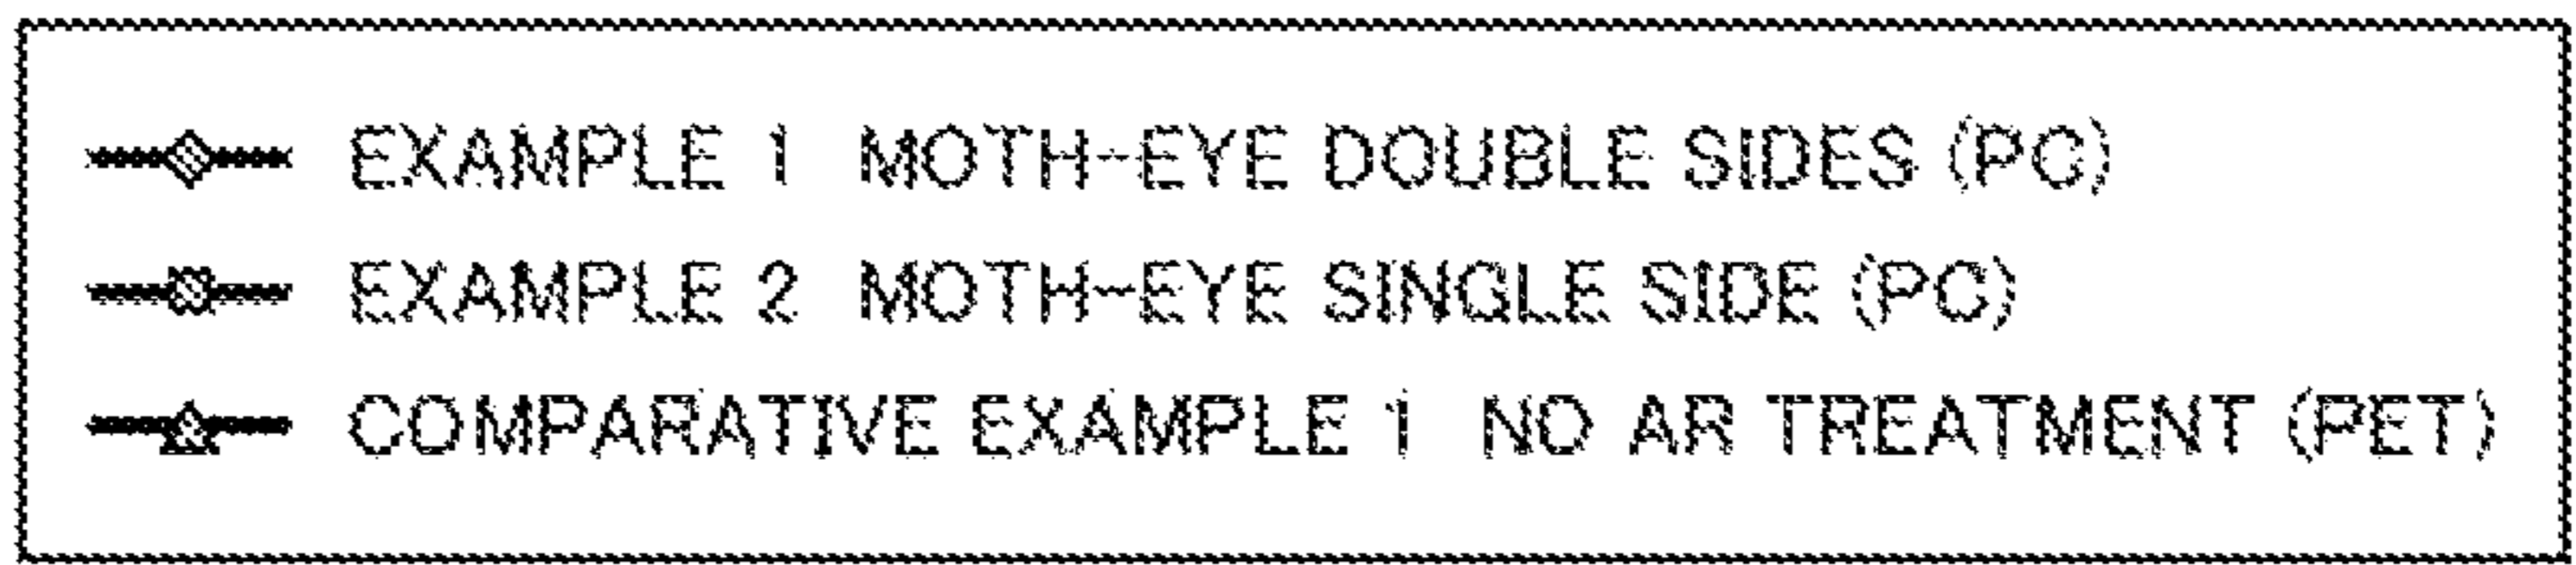 EXAMPLE 1 MOTH-EYE DOUBLE SIDES (PC)
EXAMPLE 2 MOTH-EYE SINGLE SIDE (PC)
COMPARATIVE EXAMPLE 1 NO AR TREATMENT (PET)